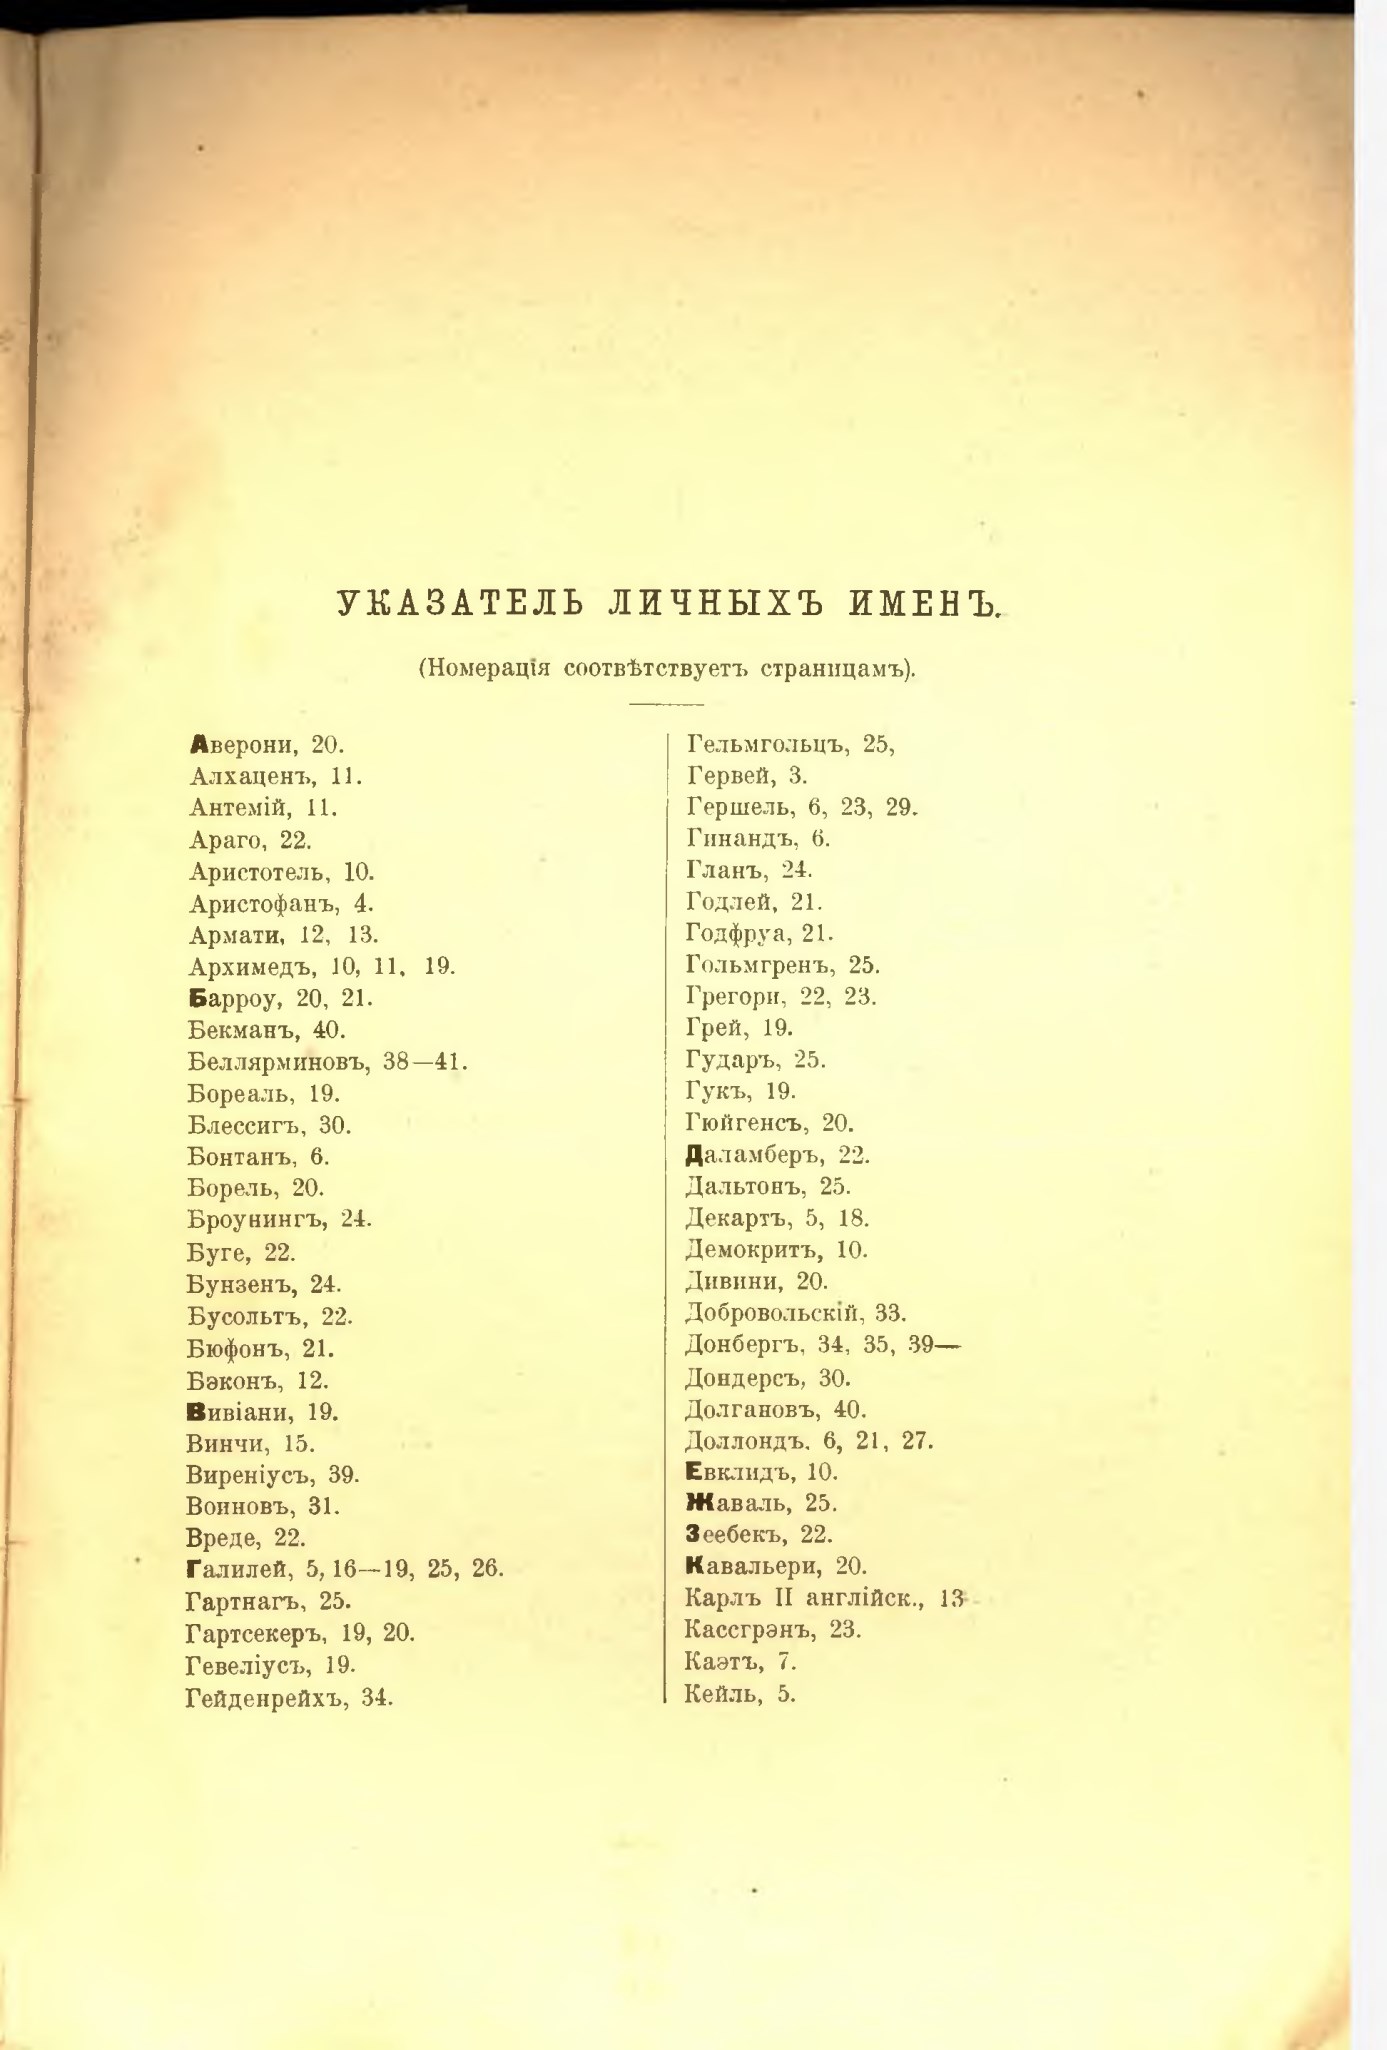 УКАЗАТЕЛЬ ЛИЧНЫХЪ ИМЕНЪ.
(Номерація соотвѣтствуетъ страницамъ).
Аверони, 20.
Алхаценъ, 11.
Антемій, 11.
Араго, 22.
Аристотель, 10.
Аристофанъ, 4.
Армати, 12, 13.
Архимедъ, 10, 11, 19.
Барроу, 20, 21.
Бекманъ, 40.
Беллярминовъ, 38—41.
Бореаль, 19.
Блессигъ, 30.
Бонтанъ, 6.
Борель, 20.
Броунингъ, 24.
Буге, 22.
Бунзенъ, 24.
Бусольтъ, 22.
Бюфонъ, 21.
Бэконъ, 12.
Вивіани, 19.
Винчи, 15.
Виреніусъ, 39.
Воиновъ, 31.
Вреде, 22.
Галилей, 5, 16—19, 25, 26.
Гартнагъ, 25.
Гартсекеръ, 19, 20.
Гевеліусъ, 19.
Гейденрейхъ, 34.
Гельмгольцъ, 25,
Гервей, 3.
Гершель, 6, 23, 29.
Гинандъ, 6.
Гланъ, 24.
Годлей, 21.
Годфруа, 21.
Гольмгренъ, 25.
Грегори, 22, 23.
Грей, 19.
Гударъ, 25.
Гукъ, 19.
Гюйгенсъ, 20.
Даламберъ, 22.
Дальтонъ, 25.
Декартъ, 5, 18.
Демокритъ, 10.
Дивини, 20.
Добровольскій, 33.
Донбергъ, 34, 35, 39—
Дондерсъ, 30.
Долгановъ, 40.
Доллондъ. 6, 21, 27.
Евклидъ, 10.
Жаваль, 25.
Зеебекъ, 22.
Кавальери, 20.
Карлъ II англійск., 13
Кассгрэнъ, 23.
Каэтъ, 7.
Кейль, 5.